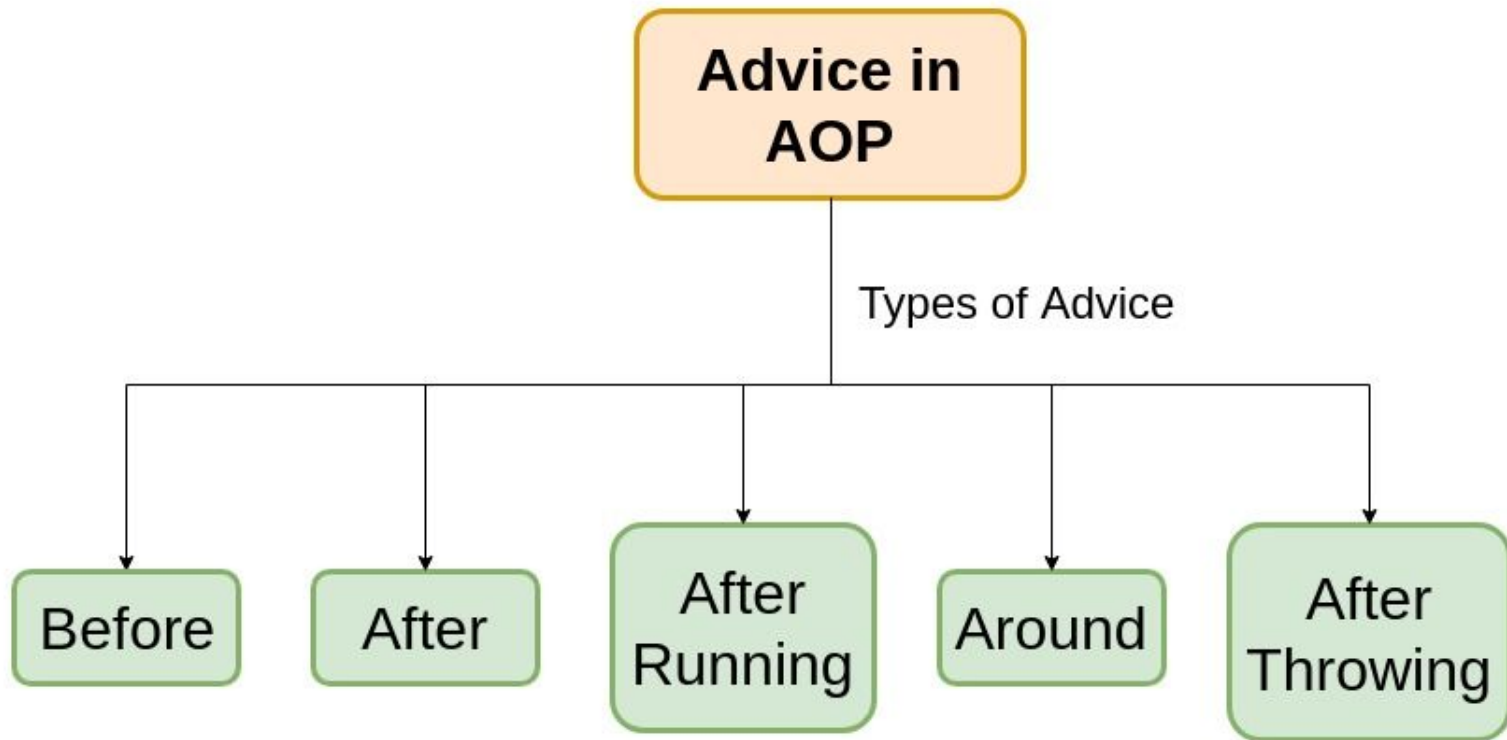 Advice in
AOP
Types of Advice
Before
After
After
Running
Around
After
Throwing